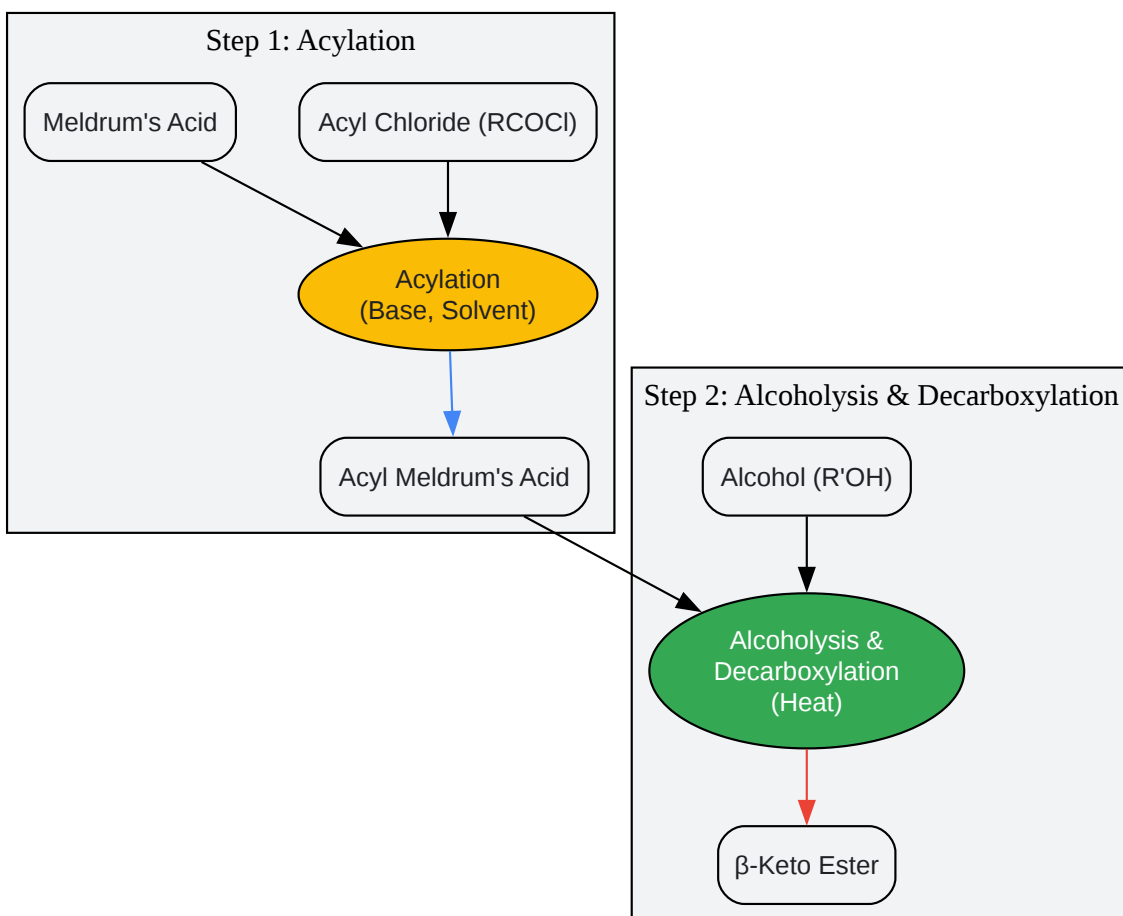 Step 1: Acylation
Meldrum's Acid
Acyl Chloride (RCOCl)
Acylation
(Base, Solvent)
Acyl Meldrum's Acid
Step 2: Alcoholysis & Decarboxylation
Alcohol (R'OH)
Alcoholysis &
Decarboxylation
(Heat)
β-Keto Ester